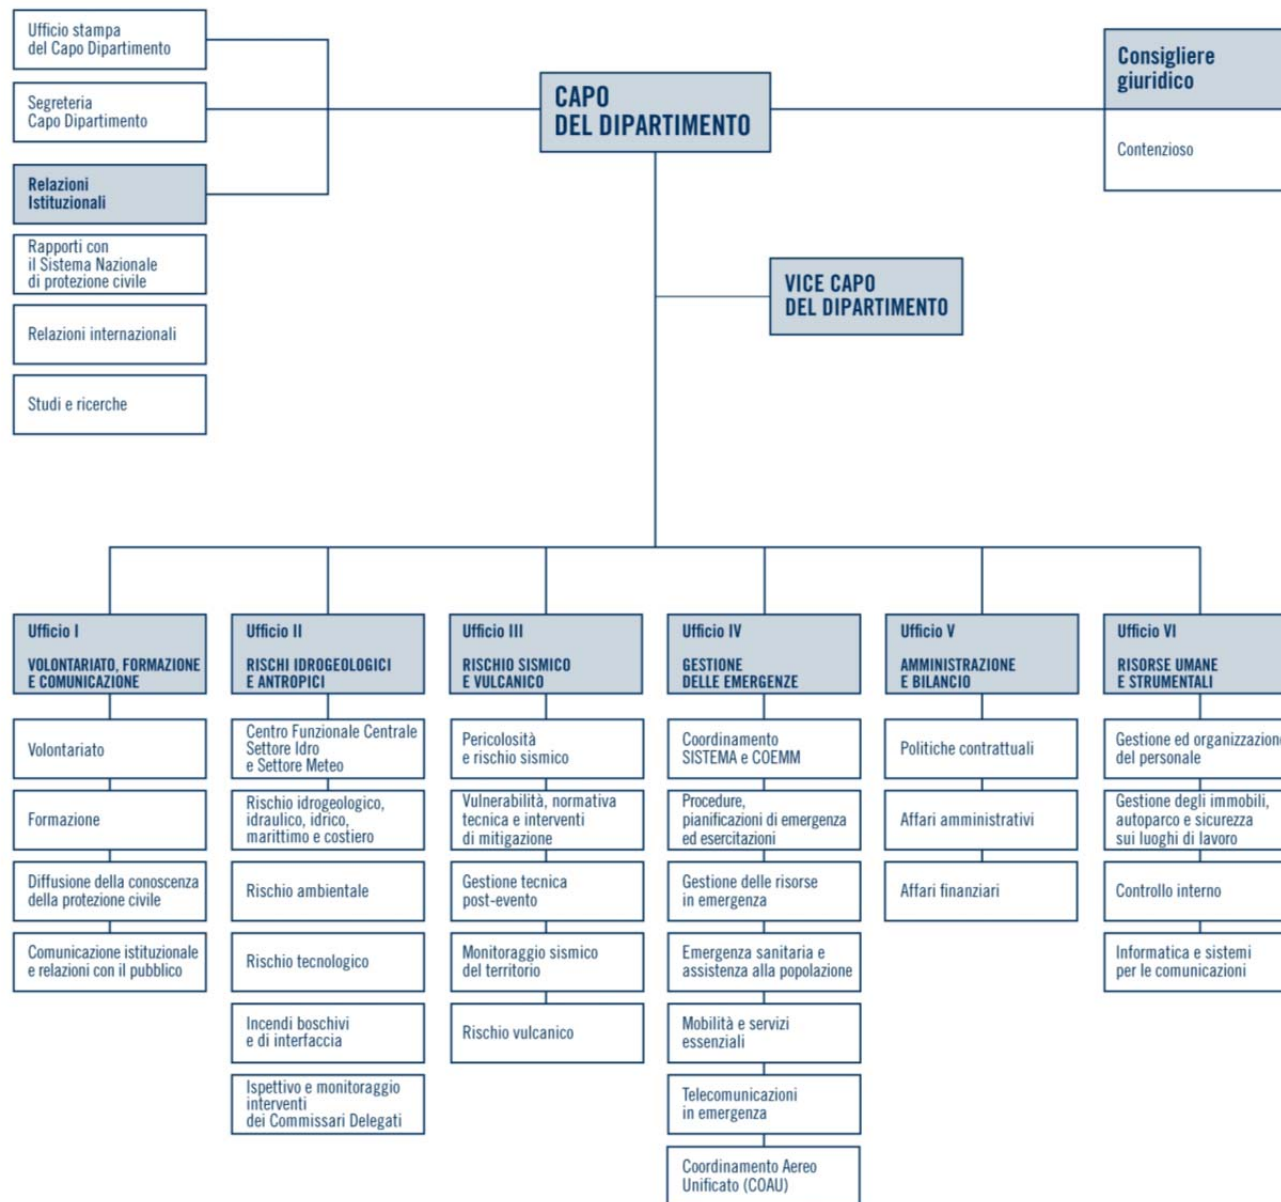 Ufficio stampa
del Capo Dipartimento
Segreteria
Capo Dipartimento
Relazioni
Istituzionali
Rapporti con
il Sistema Nazionale
di protezione civile
Relazioni internazionali
Studi e ricerche
CAPO
DEL DIPARTIMENTO
Consigliere
giuridico
Contenzioso
VICE CAPO
DEL DIPARTIMENTO
Ufficio I
VOLONTARIATO, FORMAZIONE
E COMUNICAZIONE
Volontariato
Formazione
Diffusione della conoscenza
della protezione civile
Comunicazione istituzionale
e relazioni con il pubblico
Ufficio II
RISCHI IDROGEOLOGICI
E ANTROPICI
Centro Funzionale Centrale
Settore Idro
e Settore Meteo
Rischio idrogeologico,
idraulico, idrico,
marittimo e costiero
Rischio ambientale
Rischio tecnologico
Incendi boschivi
e di interfaccia
Ispettivo e monitoraggio
interventi
dei Commissari Delegati
Ufficio III
RISCHIO SISMICO
E VULCANICO
Pericolosità
e rischio sismico
Vulnerabilità, normativa
tecnica e interventi
di mitigazione
Gestione tecnica
post-evento
Monitoraggio sismico
del territorio
Rischio vulcanico
Ufficio IV
GESTIONE
DELLE EMERGENZE
Coordinamento
SISTEMA e COEMM
Procedure,
pianificazioni di emergenza
ed esercitazioni
Gestione delle risorse
in emergenza
Emergenza sanitaria e
assistenza alla popolazione
Mobilità e servizi
essenziali
Telecomunicazioni
in emergenza
Coordinamento Aereo
Unificato (COAU)
Ufficio V
AMMINISTRAZIONE
E BILANCIO
Politiche contrattuali
Affari amministrativi
Affari finanziari
Ufficio VI
RISORSE UMANE
E STRUMENTALI
Gestione ed organizzazione
del personale
Gestione degli immobili,
autoparco e sicurezza
sui luoghi di lavoro
Controllo interno
Informatica e sistemi
per le comunicazioni